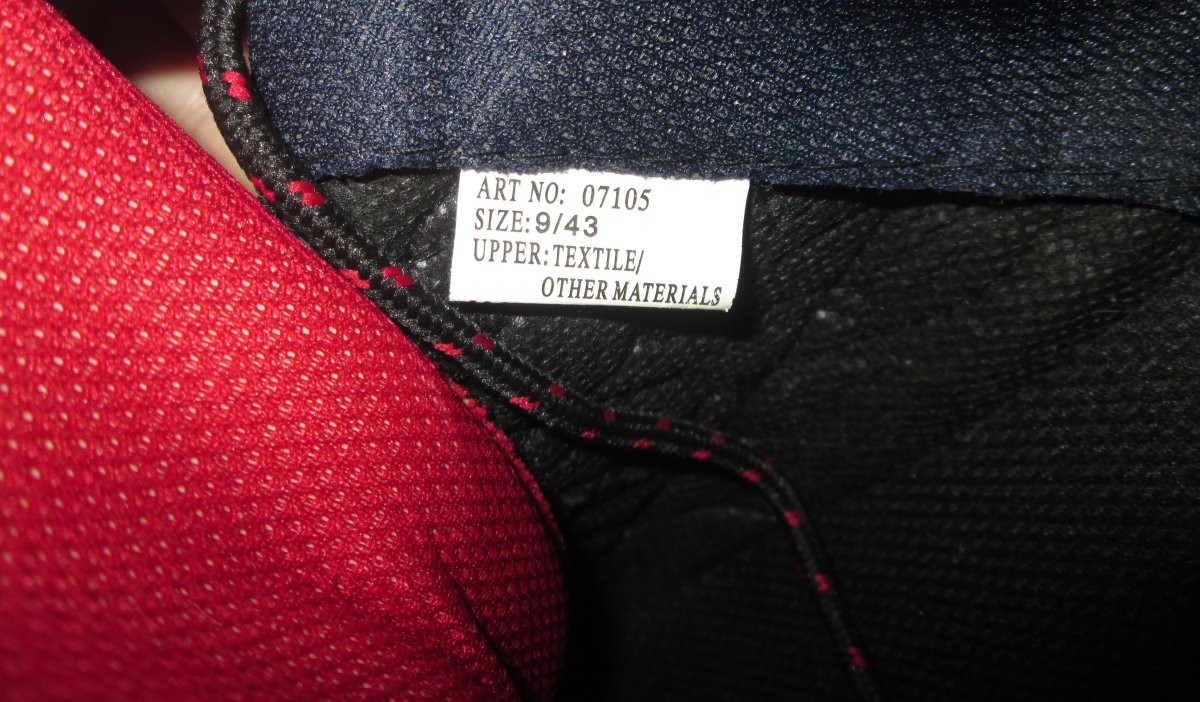 ART NO: 07105
SIZE: 9/43
UPPER: TEXTILE/
OTHER MATERIALS